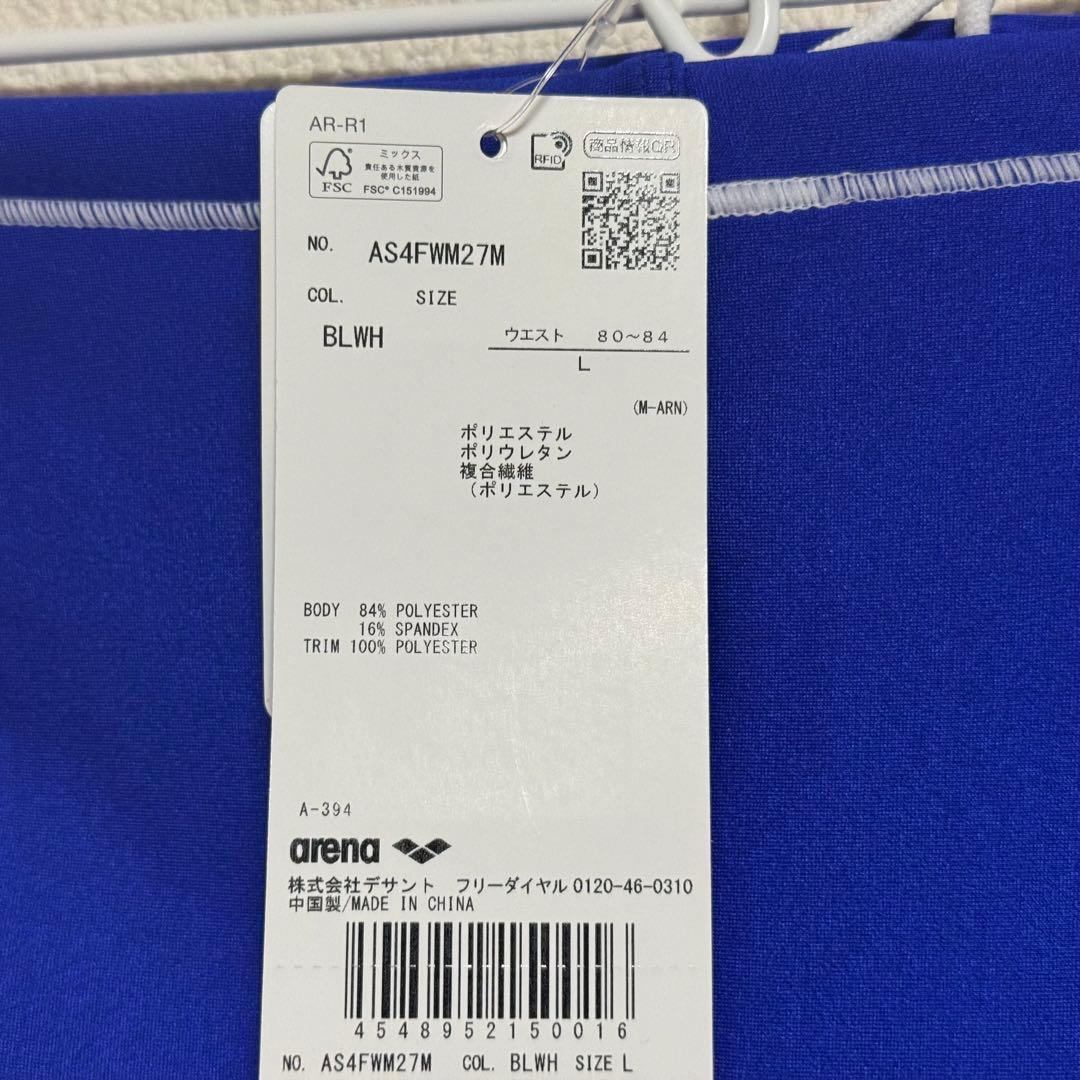 AR-R1
FSC
ミックス
責任ある木質資源を
使用した紙
FSC® C151994
RFID
商品情報QR
NO. AS4FWM27M
COL. SIZE
BLWH
ウエスト 80〜84
L
(M-ARN)
ポリエステル
ポリウレタン
複合繊維
(ポリエステル)
BODY 84% POLYESTER
16% SPANDEX
TRIM 100% POLYESTER
A-394
arena
株式会社デサント フリーダイヤル 0120-46-0310
中国製/MADE IN CHINA
4548952150016
NO. AS4FWM27M COL. BLWH SIZE L